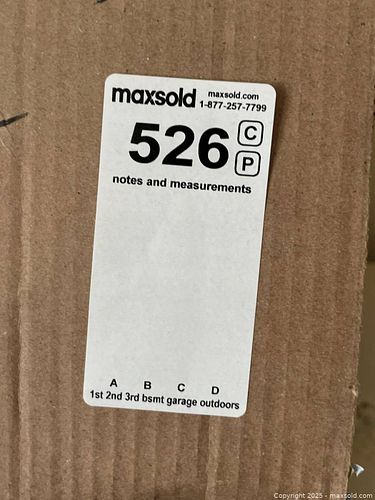 maxsold maxsold.com
1-877-257-7799
526 C
P
notes and measurements
A B C D
1st 2nd 3rd bsmt garage outdoors
Copyright 2025 - maxsold.com